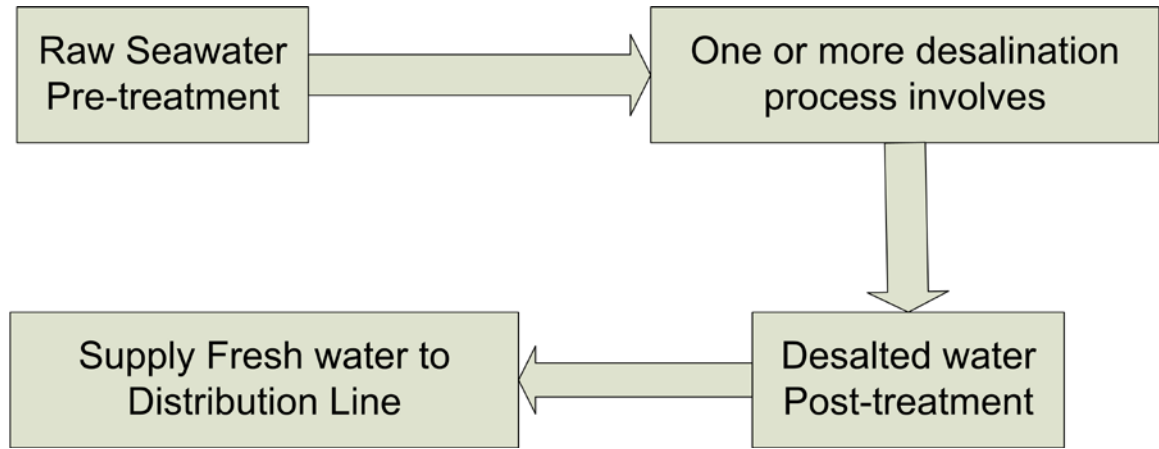 Raw Seawater
Pre-treatment
One or more desalination
process involves
Desalted water
Post-treatment
Supply Fresh water to
Distribution Line